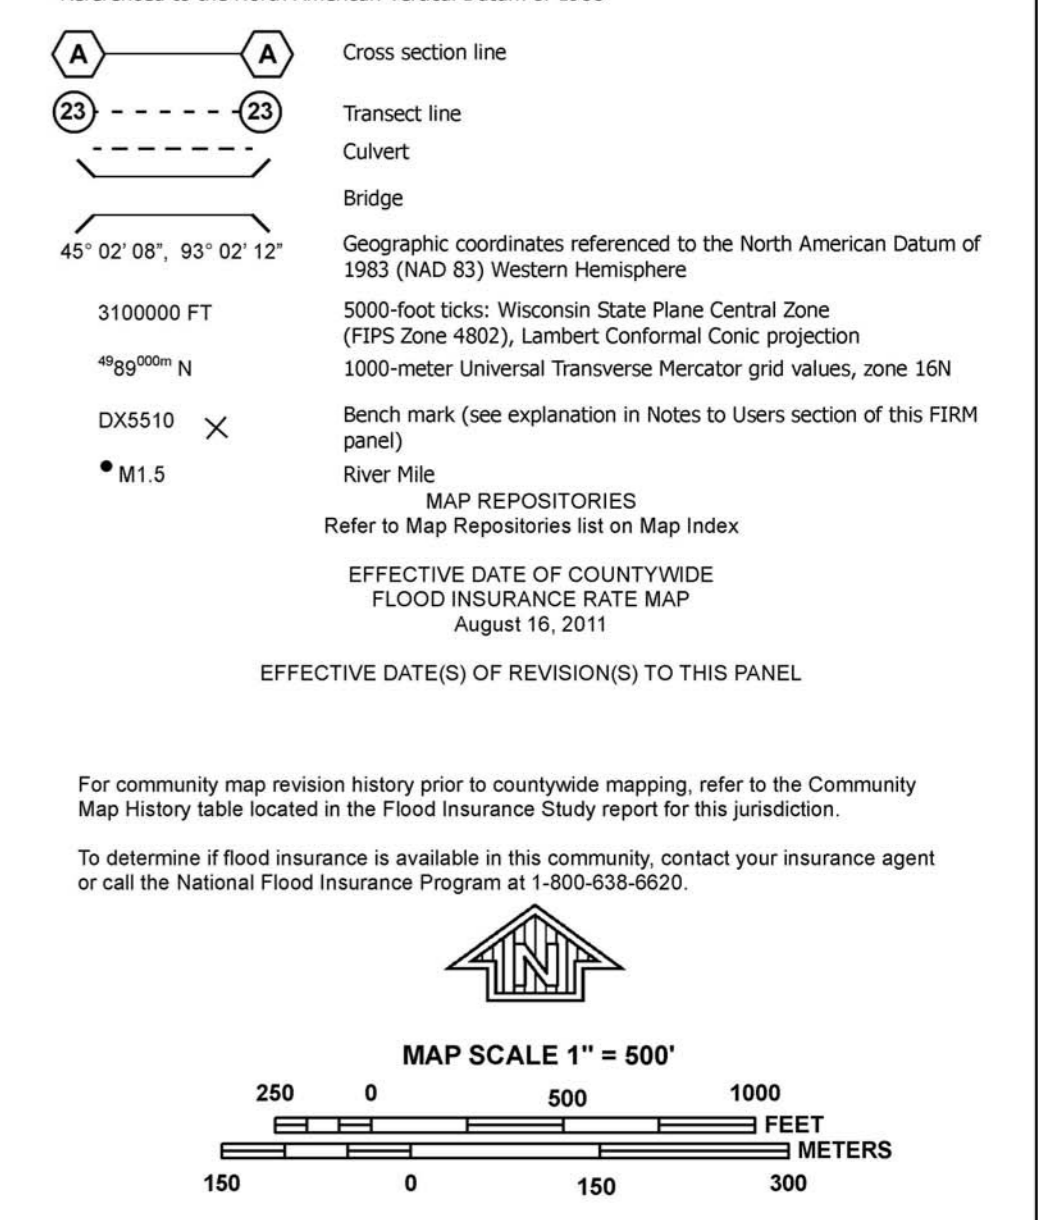 A A Cross section line
23 23 Transect line
Culvert
Bridge
45° 02' 08", 93° 02' 12" Geographic coordinates referenced to the North American Datum of
1983 (NAD 83) Western Hemisphere
3100000 FT 5000-foot ticks: Wisconsin State Plane Central Zone
(FIPS Zone 4802), Lambert Conformal Conic projection
4989000m N 1000-meter Universal Transverse Mercator grid values, zone 16N
DX5510 Bench mark (see explanation in Notes to Users section of this FIRM
panel)
M1.5 River Mile
MAP REPOSITORIES
Refer to Map Repositories list on Map Index
EFFECTIVE DATE OF COUNTYWIDE
FLOOD INSURANCE RATE MAP
August 16, 2011
EFFECTIVE DATE(S) OF REVISION(S) TO THIS PANEL
For community map revision history prior to countywide mapping, refer to the Community
Map History table located in the Flood Insurance Study report for this jurisdiction.
To determine if flood insurance is available in this community, contact your insurance agent
or call the National Flood Insurance Program at 1-800-638-6620.
N
MAP SCALE 1" = 500'
250 0 500 1000
FEET
METERS
150 0 150 300